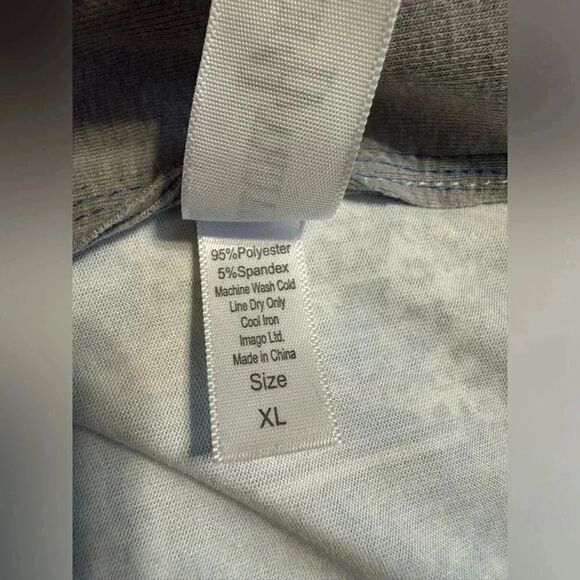 95%Polyester
5%Spandex
Machine Wash Cold
Line Dry Only
Cool Iron
Imago Ltd.
Made in China
Size
XL